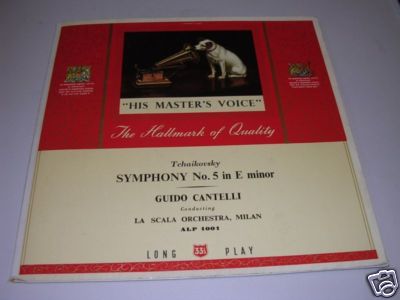 "HIS MASTER'S VOICE"
The Hallmark of Quality
Tchaikovsky
SYMPHONY No. 5 in E minor
GUIDO CANTELLI
Conducting
LA SCALA ORCHESTRA, MILAN
ALP 1001
LONG 33⅓ PLAY
ebY